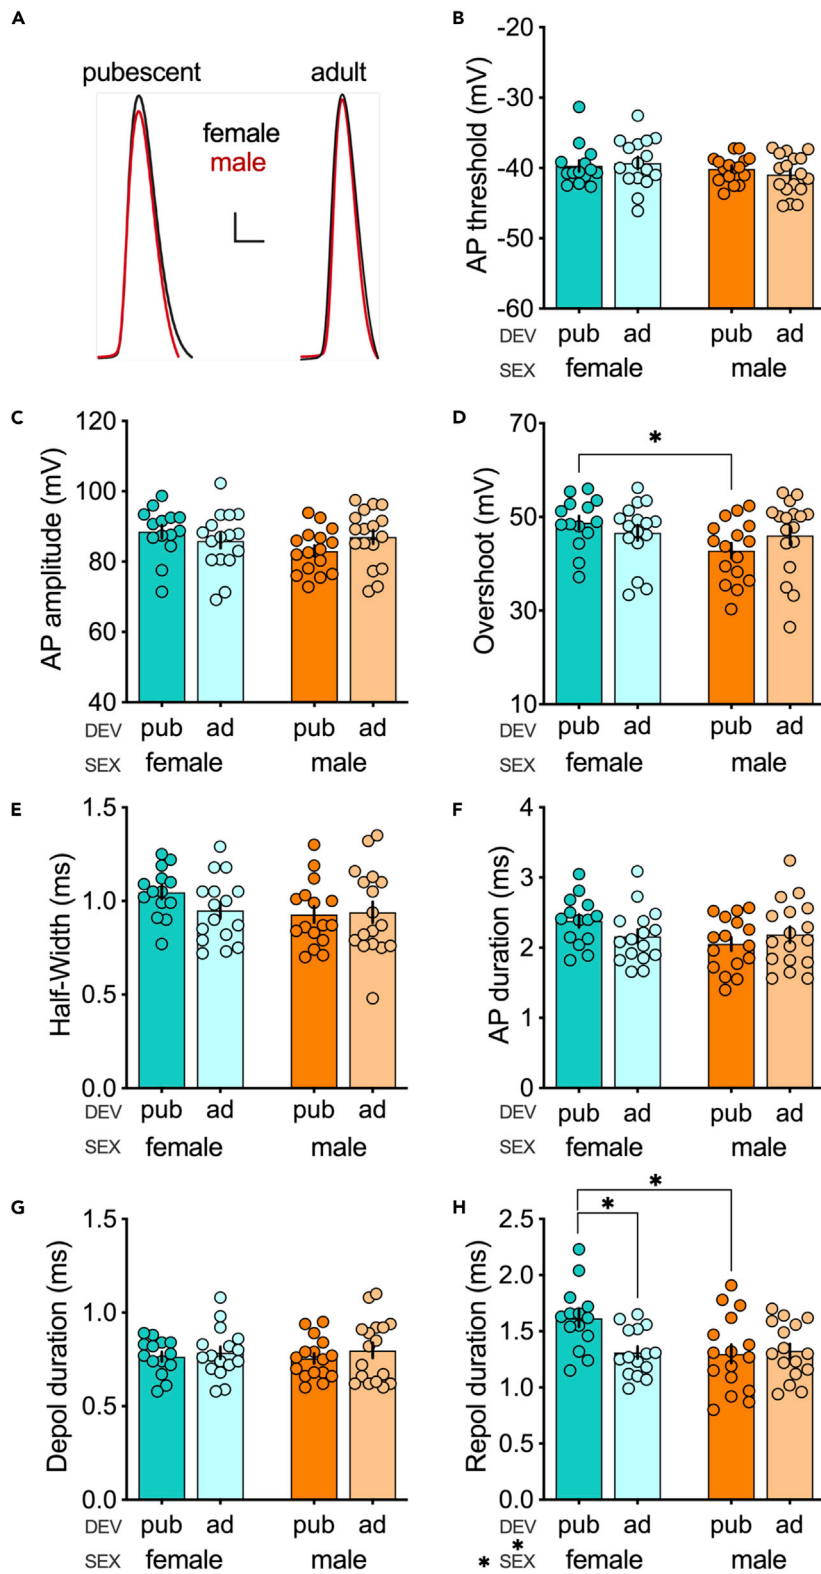 A
pubescent
adult
female
male
B
AP threshold (mV)
-20
-30
-40
-50
-60
DEV pub ad pub ad
SEX female male
C
AP amplitude (mV)
120
100
80
60
40
DEV pub ad pub ad
SEX female male
D
Overshoot (mV)
70
50
30
10
*
DEV pub ad pub ad
SEX female male
E
Half-Width (ms)
1.5
1.0
0.5
0.0
DEV pub ad pub ad
SEX female male
F
AP duration (ms)
4
3
2
1
0
DEV pub ad pub ad
SEX female male
G
Depol duration (ms)
1.5
1.0
0.5
0.0
DEV pub ad pub ad
SEX female male
H
Repol duration (ms)
2.5
2.0
1.5
1.0
0.5
0.0
*
*
DEV pub ad pub ad
*
* SEX female male